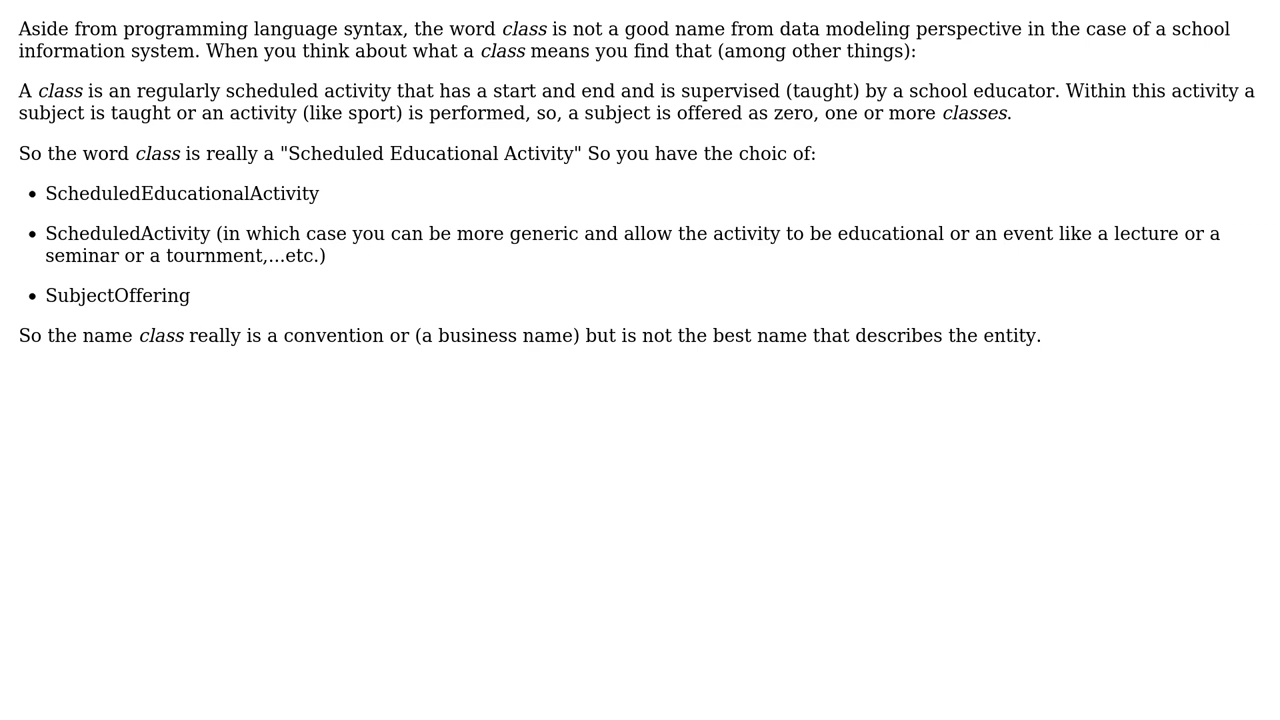 Aside from programming language syntax, the word class is not a good name from data modeling perspective in the case of a school
information system. When you think about what a class means you find that (among other things):
A class is an regularly scheduled activity that has a start and end and is supervised (taught) by a school educator. Within this activity a
subject is taught or an activity (like sport) is performed, so, a subject is offered as zero, one or more classes.
So the word class is really a "Scheduled Educational Activity" So you have the choic of:
• ScheduledEducationalActivity
• ScheduledActivity (in which case you can be more generic and allow the activity to be educational or an event like a lecture or a
seminar or a tournment,...etc.)
• SubjectOffering
So the name class really is a convention or (a business name) but is not the best name that describes the entity.